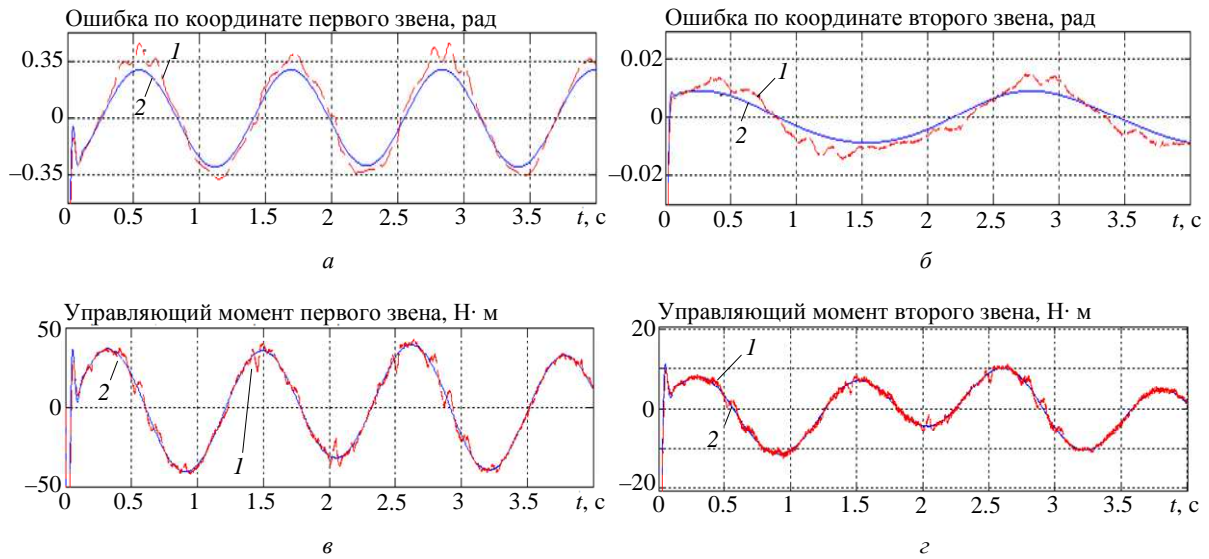 Ошибка по координате первого звена, рад
0.35
1
2
0
–0.35
0 0.5 1 1.5 2 2.5 3 3.5 t, с
а
Ошибка по координате второго звена, рад
0.02
1
2
0
–0.02
0 0.5 1 1.5 2 2.5 3 3.5 t, с
б
Управляющий момент первого звена, Н· м
50
2
0
1
–50
0 0.5 1 1.5 2 2.5 3 3.5 t, с
в
Управляющий момент второго звена, Н· м
20
1
10
0
2
–10
–20
0 0.5 1 1.5 2 2.5 3 3.5 t, с
г